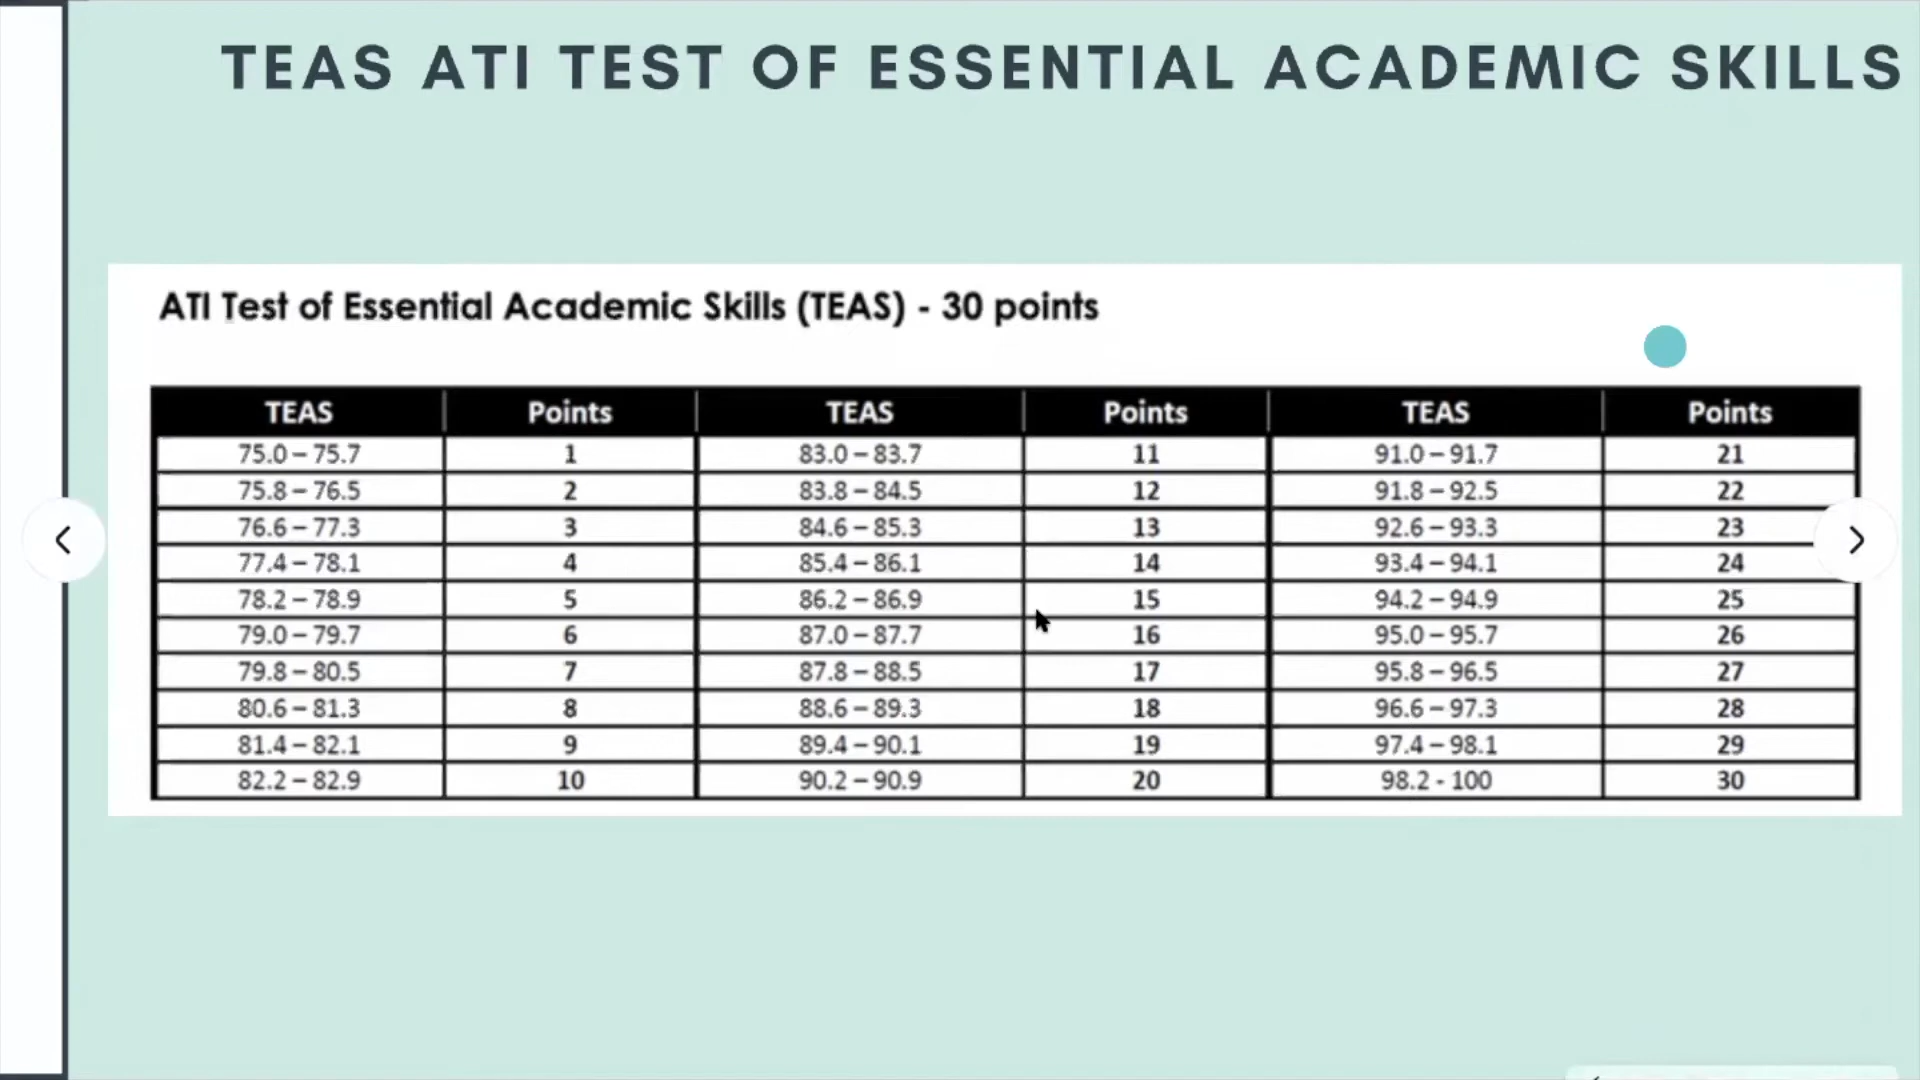 TEAS ATI TEST OF ESSENTIAL ACADEMIC SKILLS
ATI Test of Essential Academic Skills (TEAS) - 30 points
TEAS Points TEAS Points TEAS Points
75.0 – 75.7 1 83.0 – 83.7 11 91.0 – 91.7 21
75.8 – 76.5 2 83.8 – 84.5 12 91.8 – 92.5 22
76.6 – 77.3 3 84.6 – 85.3 13 92.6 – 93.3 23
77.4 – 78.1 4 85.4 – 86.1 14 93.4 – 94.1 24
78.2 – 78.9 5 86.2 – 86.9 15 94.2 – 94.9 25
79.0 – 79.7 6 87.0 – 87.7 16 95.0 – 95.7 26
79.8 – 80.5 7 87.8 – 88.5 17 95.8 – 96.5 27
80.6 – 81.3 8 88.6 – 89.3 18 96.6 – 97.3 28
81.4 – 82.1 9 89.4 – 90.1 19 97.4 – 98.1 29
82.2 – 82.9 10 90.2 – 90.9 20 98.2 - 100 30